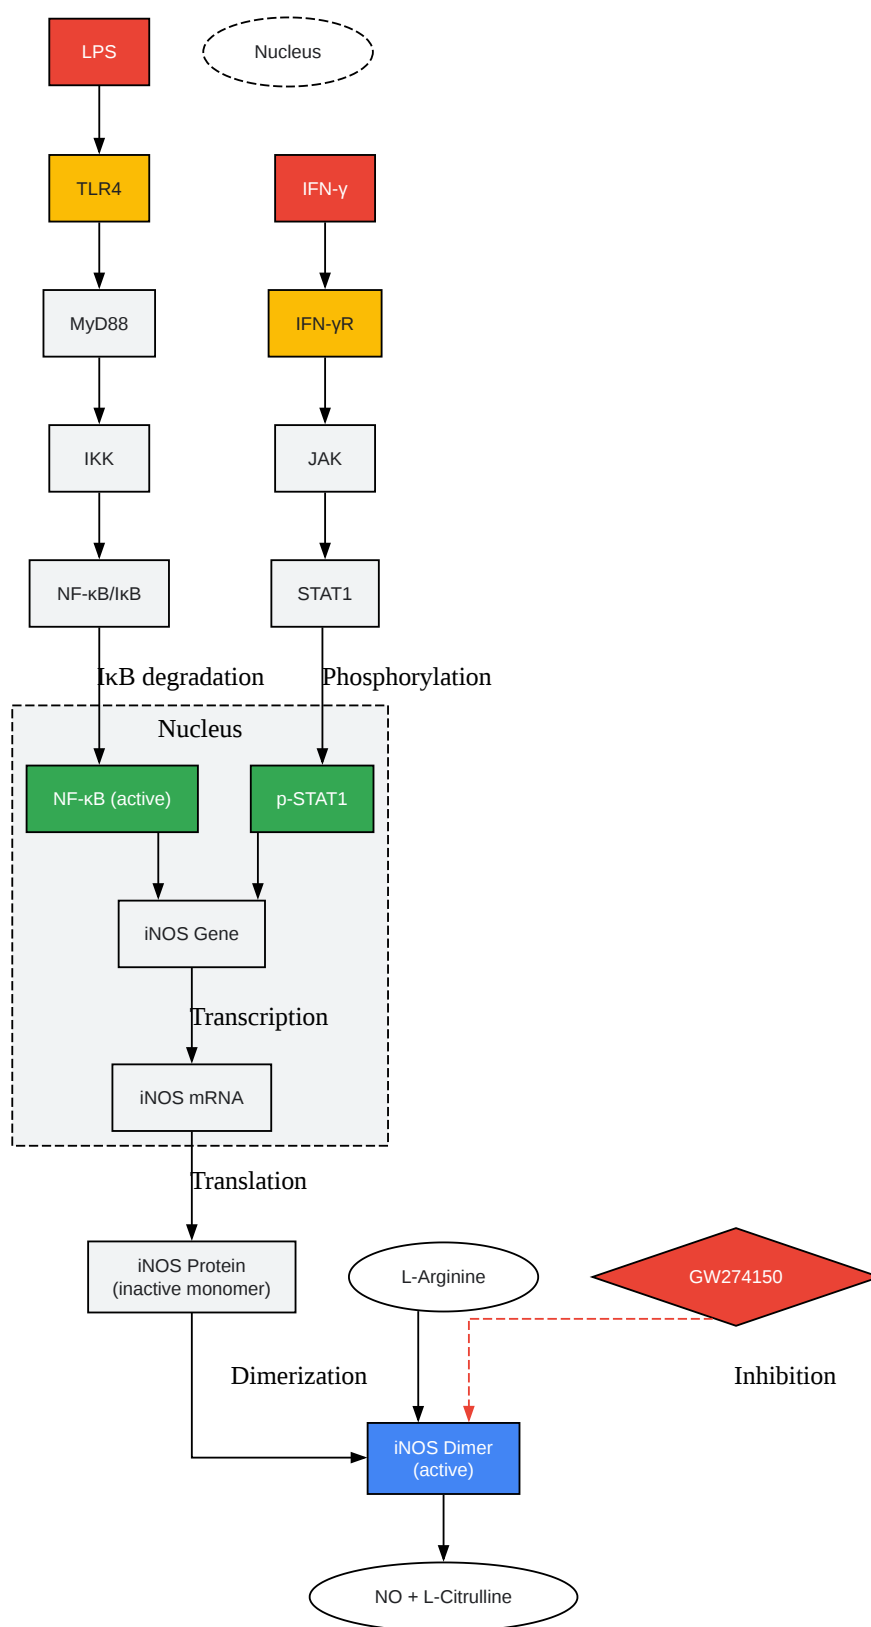 LPS
Nucleus
TLR4
IFN-γ
MyD88
IFN-γR
IKK
JAK
NF-κB/IκB
STAT1
IκB degradation
Phosphorylation
Nucleus
NF-κB (active)
p-STAT1
iNOS Gene
Transcription
iNOS mRNA
Translation
iNOS Protein
(inactive monomer)
L-Arginine
GW274150
Dimerization
Inhibition
iNOS Dimer
(active)
NO + L-Citrulline